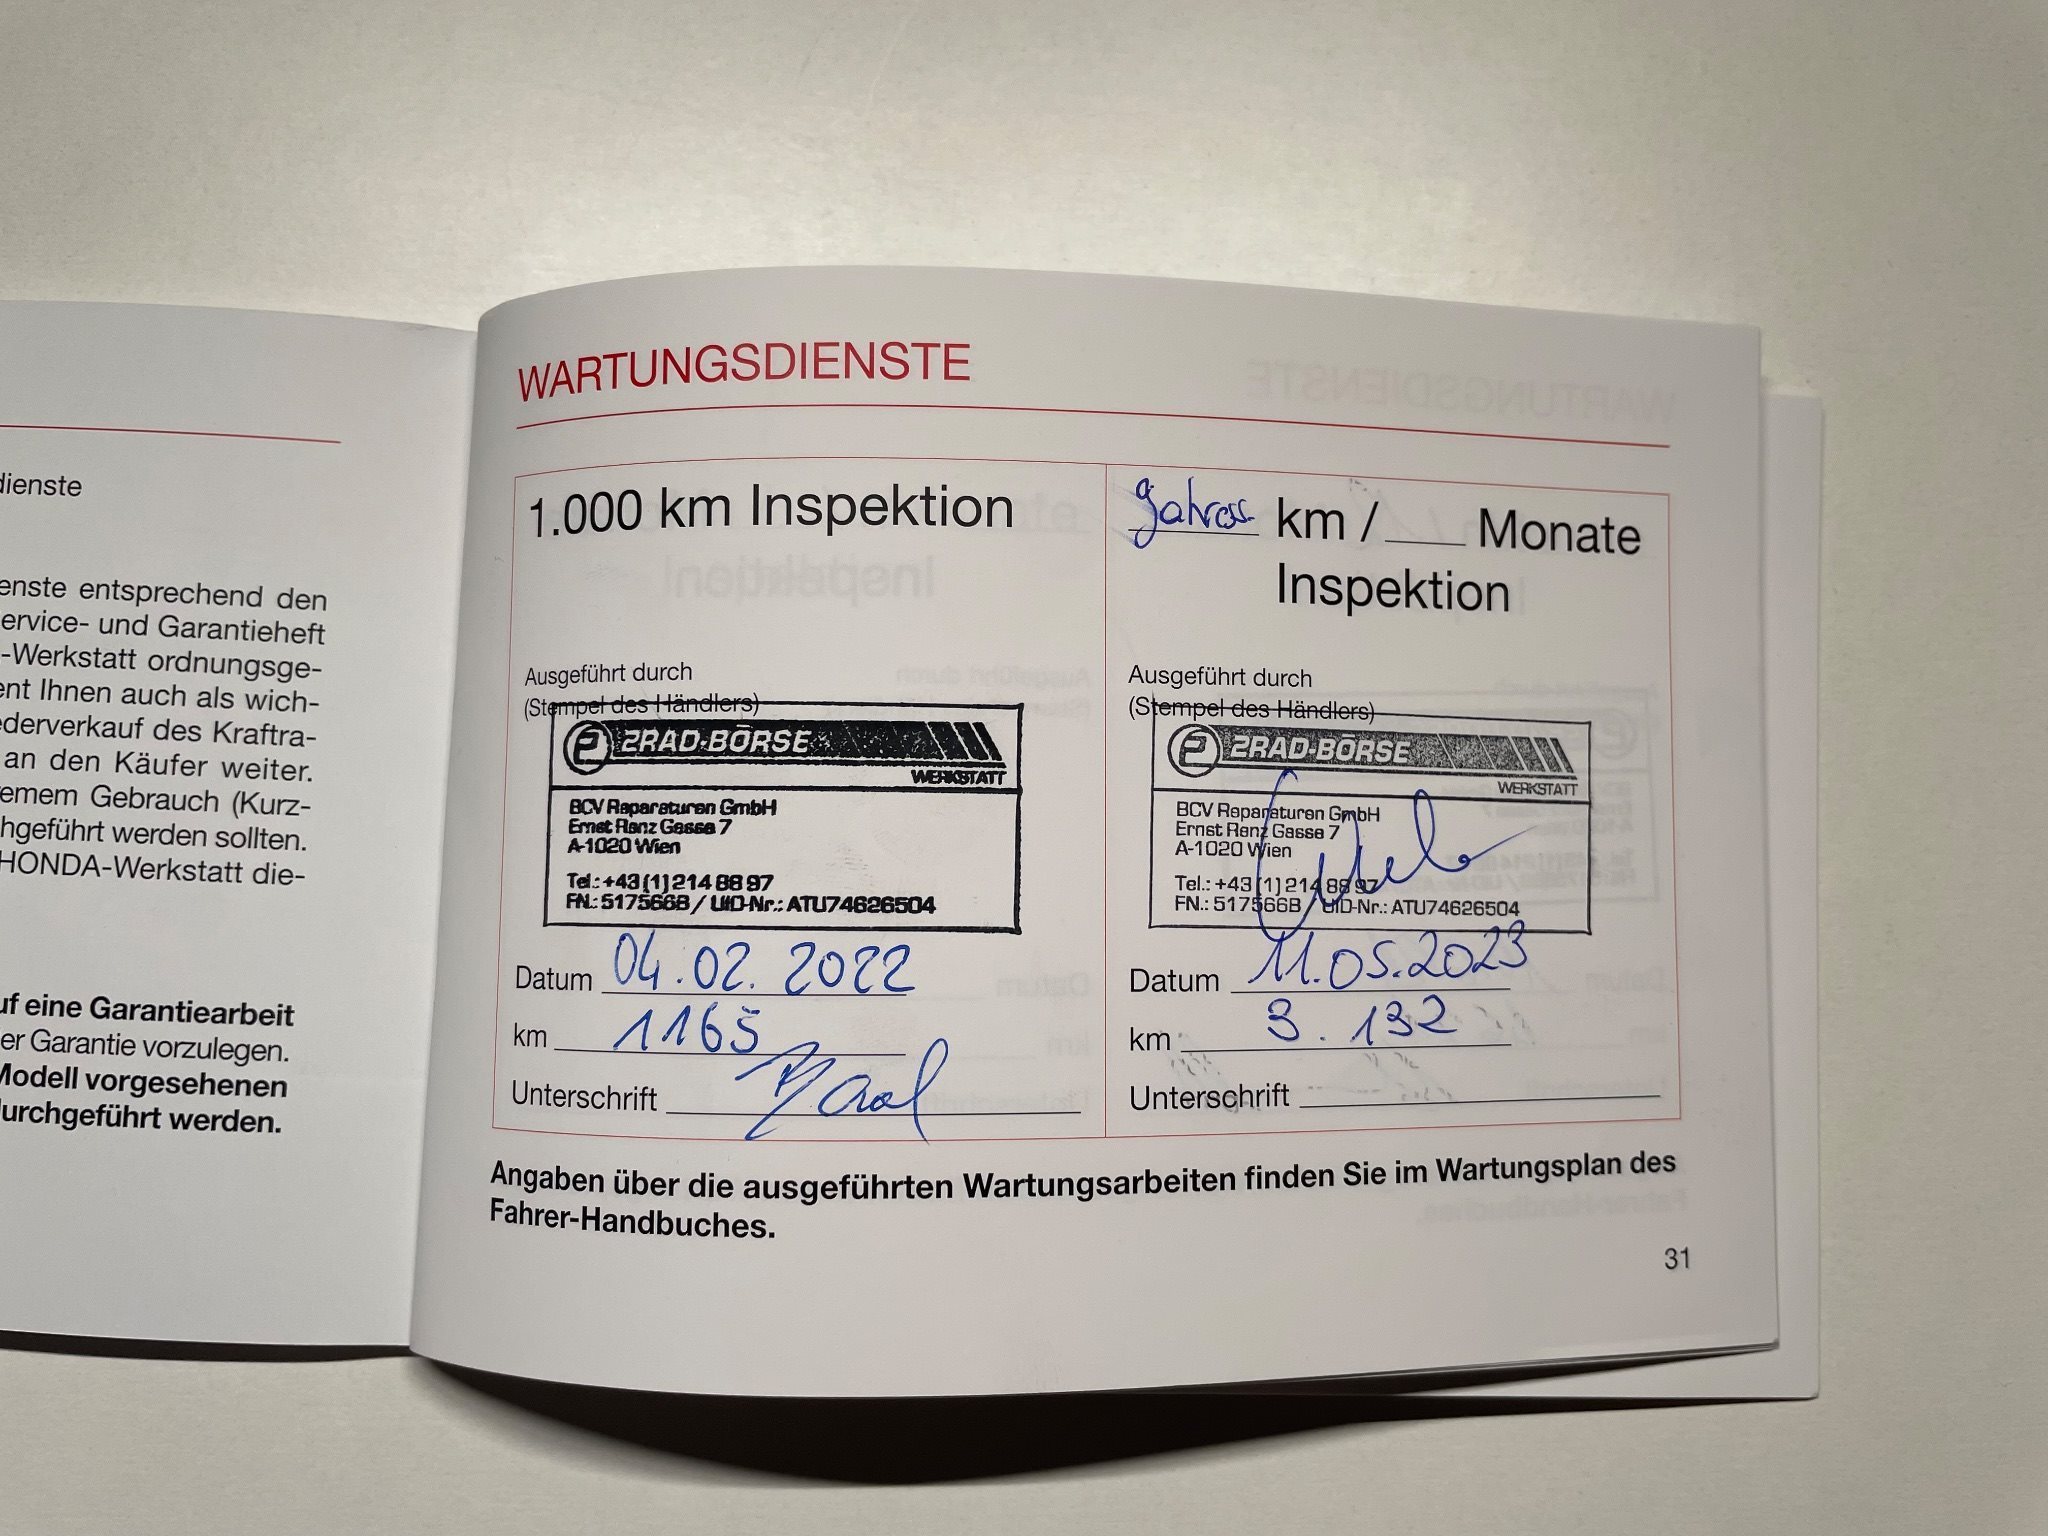 dienste
enste entsprechend den
ervice- und Garantieheft
-Werkstatt ordnungsge-
ent Ihnen auch als wich-
ederverkauf des Kraftra-
an den Käufer weiter.
remem Gebrauch (Kurz-
hgeführt werden sollten.
HONDA-Werkstatt die-
uf eine Garantiearbeit
er Garantie vorzulegen.
Modell vorgesehenen
durchgeführt werden.
WARTUNGSDIENSTE
1.000 km Inspektion
Ausgeführt durch
(Stempel des Händlers)
2 2RAD-BÖRSE
WERKSTATT
BCV Reparaturen GmbH
Ernst Renz Gasse 7
A-1020 Wien
Tel.: +43 (1) 214 88 97
FN.: 517566B / UID-Nr.: ATU74626504
Datum 04.02.2022
km 1165
Unterschrift
km / ___ Monate
Inspektion
Ausgeführt durch
(Stempel des Händlers)
2 2RAD-BÖRSE
WERKSTATT
BCV Reparaturen GmbH
Ernst Renz Gasse 7
A-1020 Wien
Tel.: +43 (1) 214 88 97
FN.: 517566B / UID-Nr.: ATU74626504
Datum 11.05.2023
km 3.132
Unterschrift
Angaben über die ausgeführten Wartungsarbeiten finden Sie im Wartungsplan des
Fahrer-Handbuches.
31